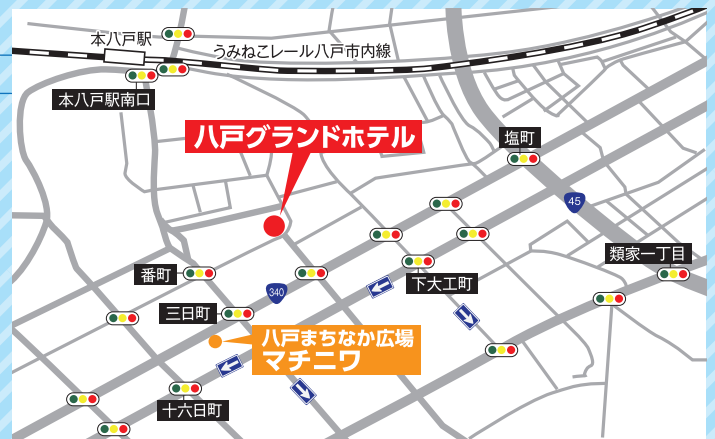 本八戸駅
うみねこレール八戸市内線
本八戸駅南口
八戸グランドホテル
塩町
45
類家一丁目
番町
下大工町
340
三日町
八戸まちなか広場
マチニワ
十六日町